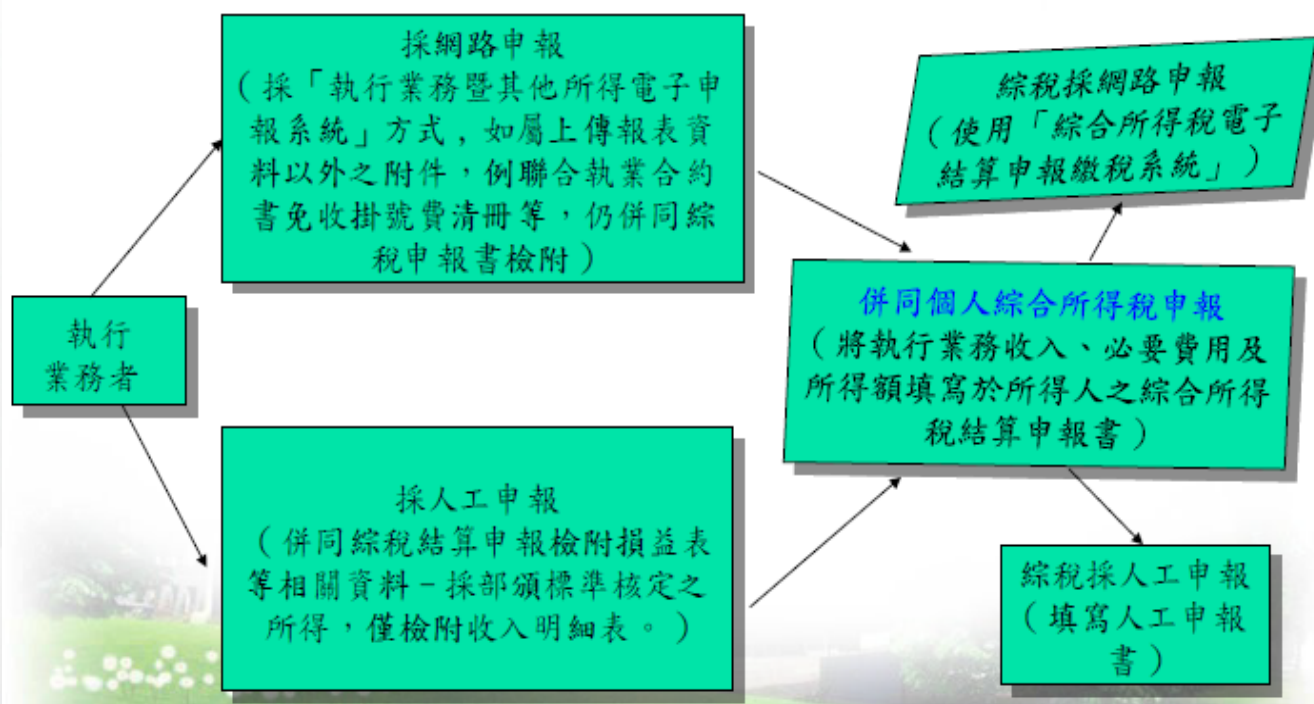 採網路申報
（採「執行業務暨其他所得電子申
報系統」方式，如屬上傳報表資
料以外之附件，例聯合執業合約
書免收掛號費清冊等，仍併同綜
稅申報書檢附）
綜稅採網路申報
（使用「綜合所得稅電子
結算申報繳稅系統」）
執行
業務者
併同個人綜合所得稅申報
（將執行業務收入、必要費用及
所得額填寫於所得人之綜合所得
稅結算申報書）
採人工申報
（併同綜稅結算申報檢附損益表
等相關資料－採部頒標準核定之
所得，僅檢附收入明細表。）
綜稅採人工申報
（填寫人工申報
書）